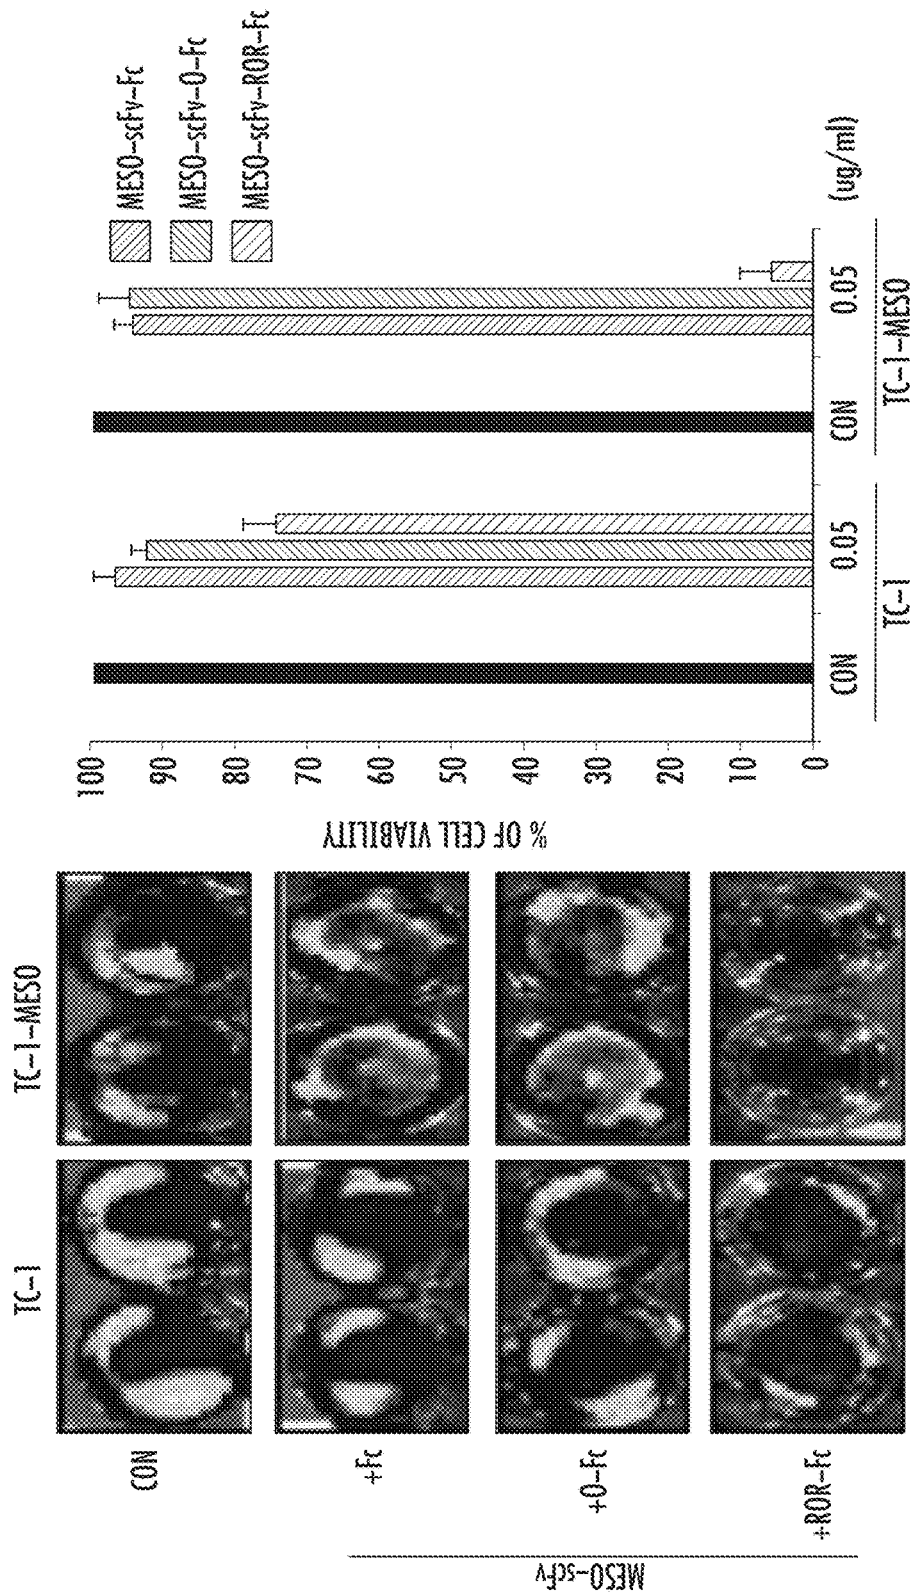 TC-1
TC-1-MESO
CON
+Fc
+O-Fc
+ROR-Fc
MESO-scFv
% OF CELL VIABILITY
100
90
80
70
60
50
40
30
20
10
0
CON
0.05
CON
0.05
(ug/ml)
TC-1
TC-1-MESO
MESO-scFv-Fc
MESO-scFv-O-Fc
MESO-scFv-ROR-Fc